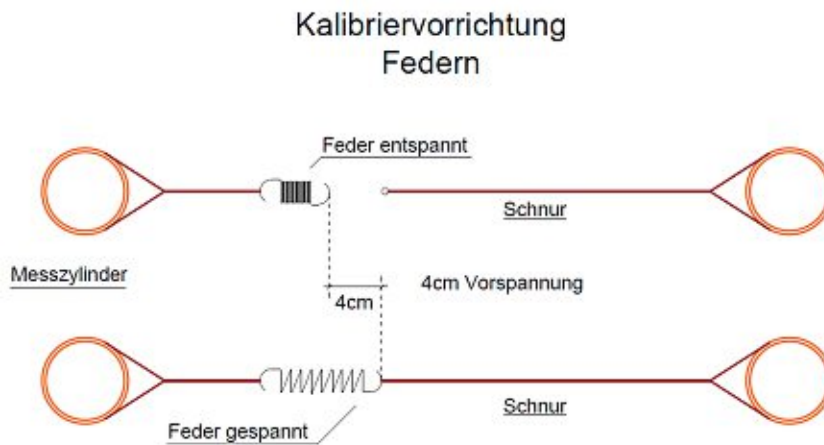 Kalibriervorrichtung
Federn
Feder entspannt
Schnur
Messzylinder
4cm Vorspannung
4cm
Schnur
Feder gespannt